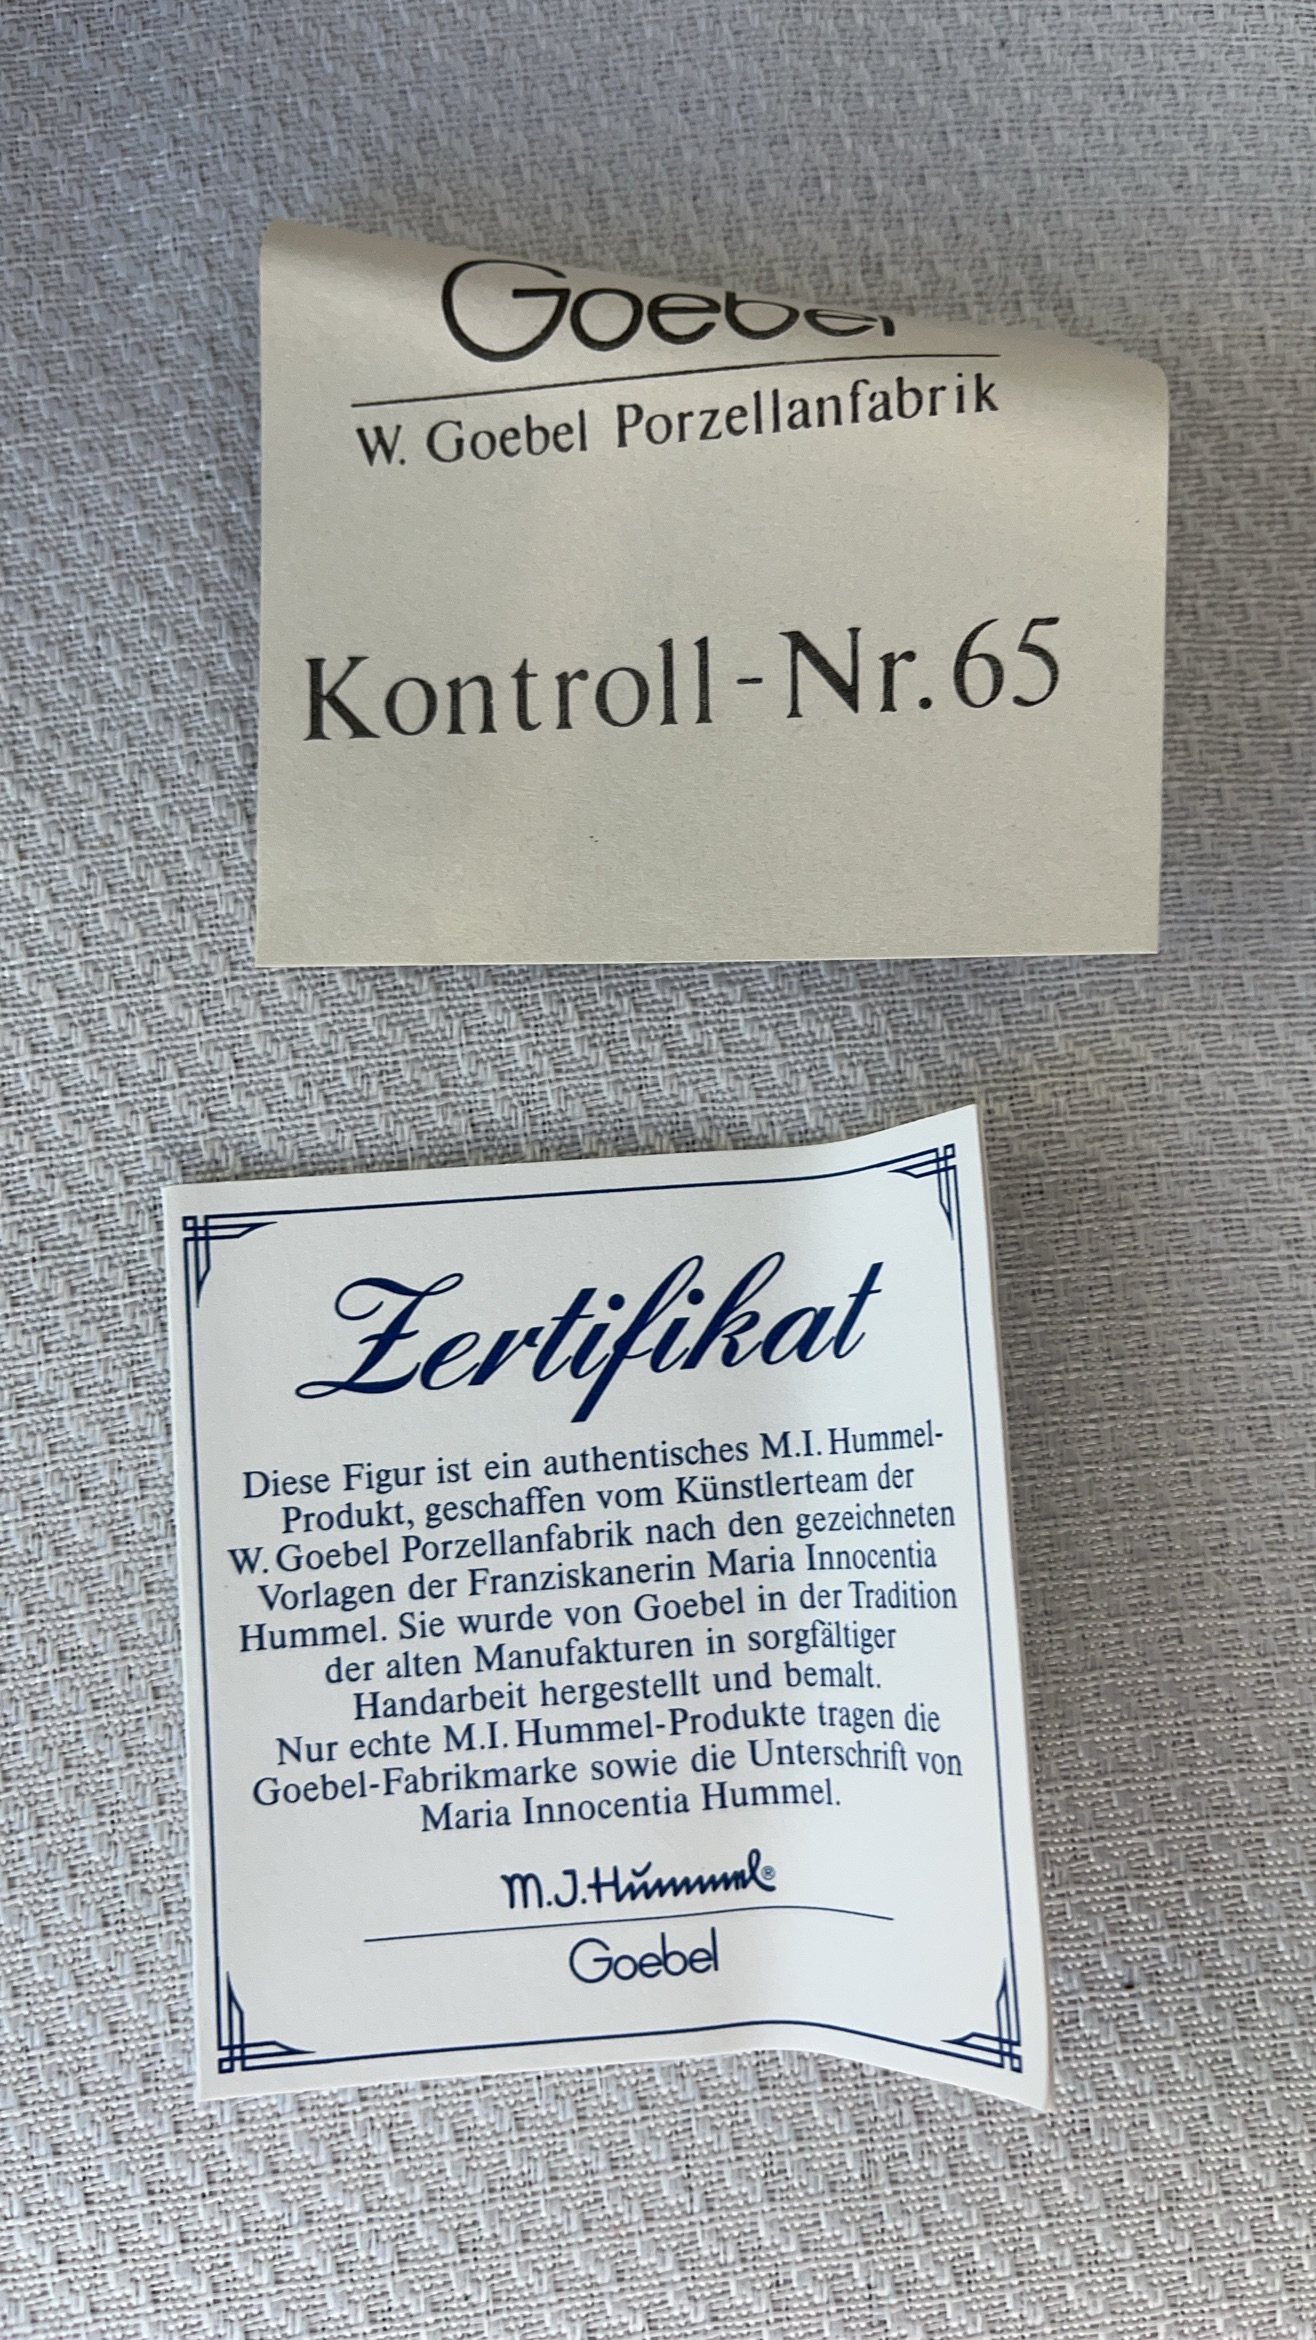 Goebel
W. Goebel Porzellanfabrik
Kontroll-Nr. 65
Zertifikat
Diese Figur ist ein authentisches M.I. Hummel-
Produkt, geschaffen vom Künstlerteam der
W. Goebel Porzellanfabrik nach den gezeichneten
Vorlagen der Franziskanerin Maria Innocentia
Hummel. Sie wurde von Goebel in der Tradition
der alten Manufakturen in sorgfältiger
Handarbeit hergestellt und bemalt.
Nur echte M.I. Hummel-Produkte tragen die
Goebel-Fabrikmarke sowie die Unterschrift von
Maria Innocentia Hummel.
M.J. Hummel®
Goebel